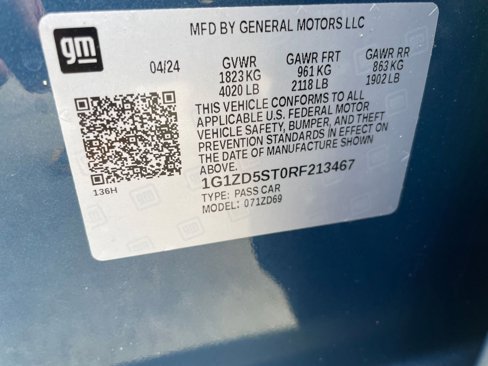 gm
MFD BY GENERAL MOTORS LLC
04/24 GVWR GAWR FRT GAWR RR
1823 KG 961 KG 863 KG
4020 LB 2118 LB 1902 LB
THIS VEHICLE CONFORMS TO ALL
APPLICABLE U.S. FEDERAL MOTOR
VEHICLE SAFETY, BUMPER, AND THEFT
PREVENTION STANDARDS IN EFFECT ON
THE DATE OF MANUFACTURE SHOWN
ABOVE.
136H
1G1ZD5ST0RF213467
TYPE: PASS CAR
MODEL: 071ZD69